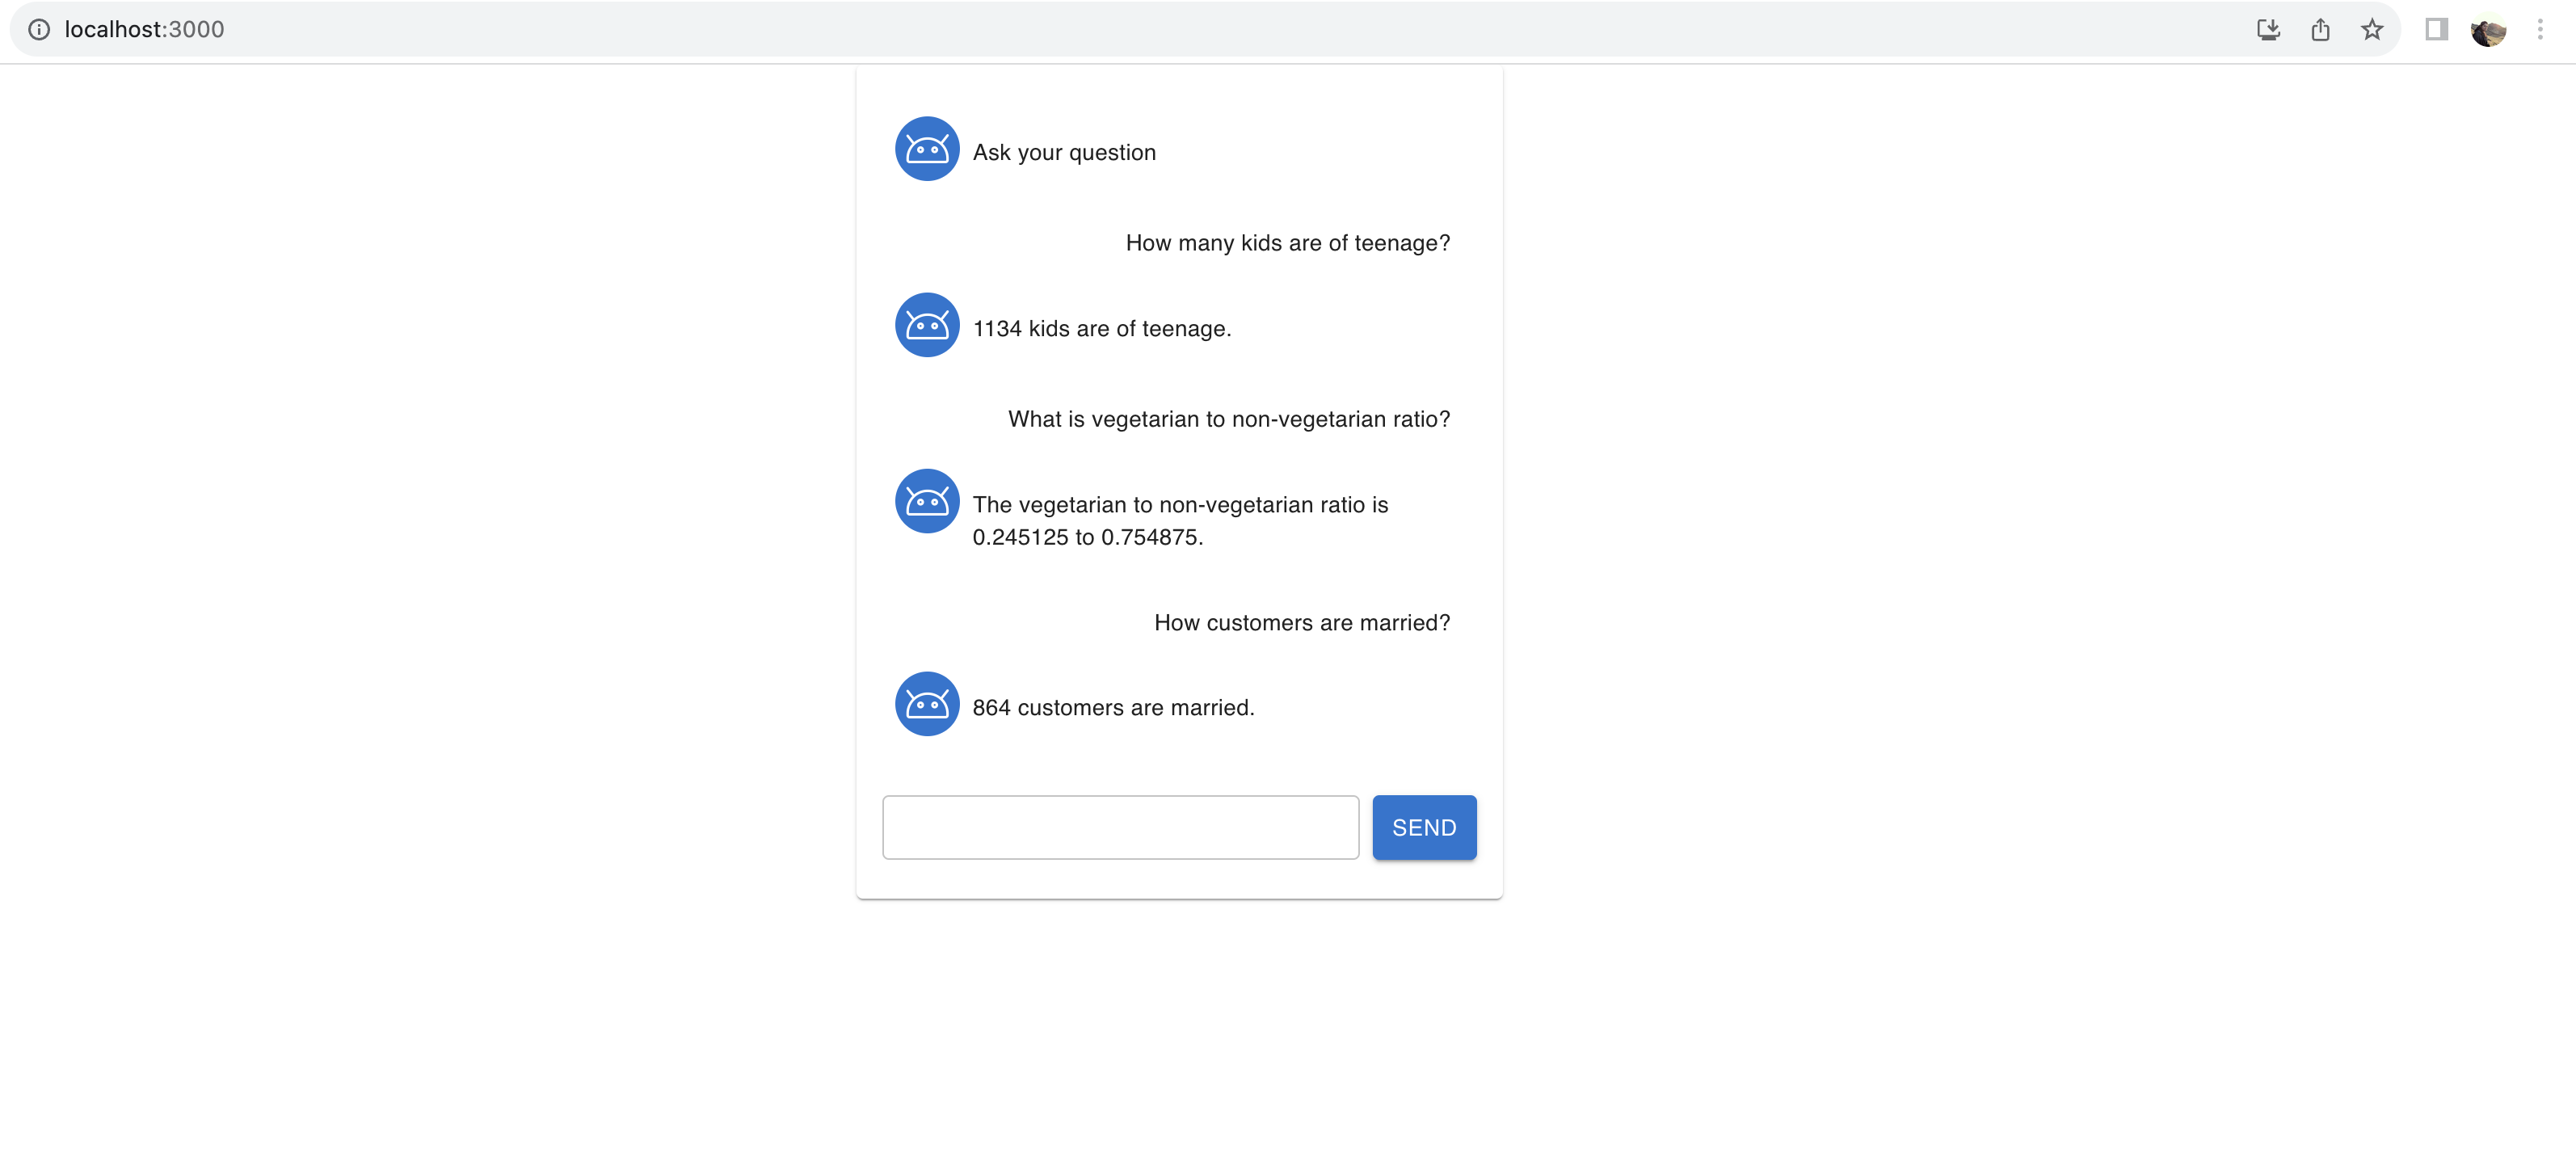 localhost:3000
Ask your question
How many kids are of teenage?
1134 kids are of teenage.
What is vegetarian to non-vegetarian ratio?
The vegetarian to non-vegetarian ratio is
0.245125 to 0.754875.
How customers are married?
864 customers are married.
SEND